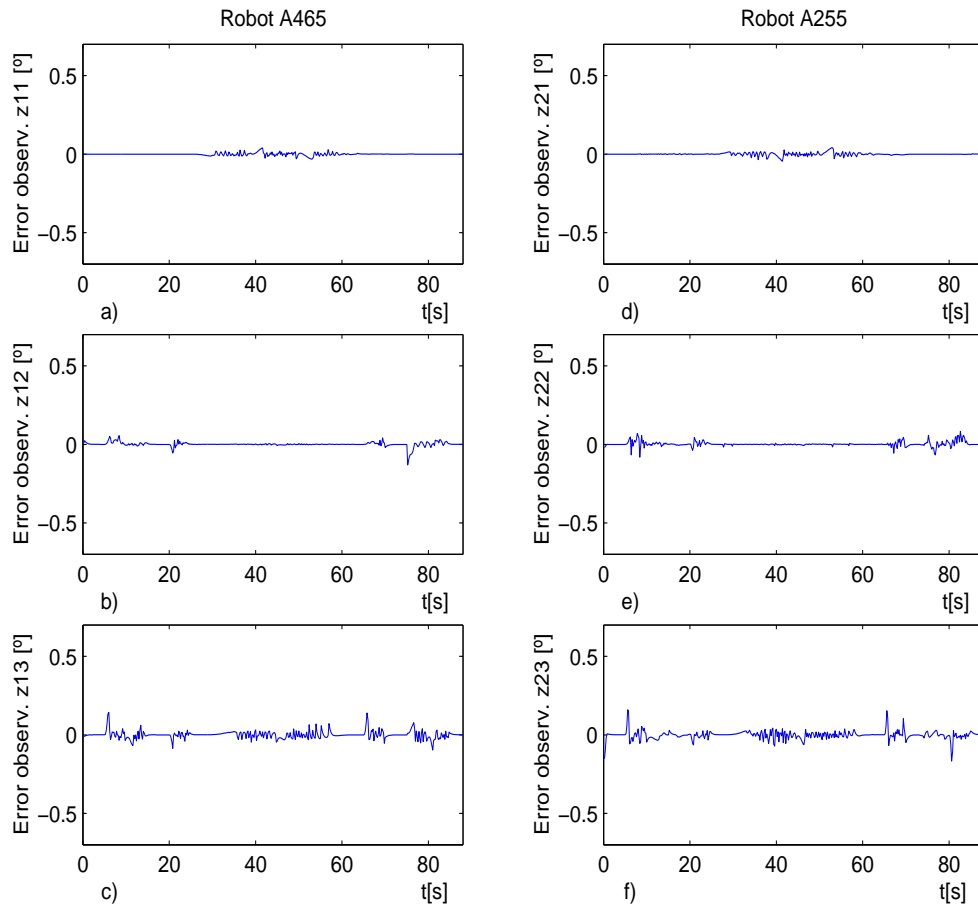 Robot A465
Robot A255
Error observ. z11 [º]
0.5
0
−0.5
0 20 40 60 80
a)
t[s]
Error observ. z21 [º]
0.5
0
−0.5
0 20 40 60 80
d)
t[s]
Error observ. z12 [º]
0.5
0
−0.5
0 20 40 60 80
b)
t[s]
Error observ. z22 [º]
0.5
0
−0.5
0 20 40 60 80
e)
t[s]
Error observ. z13 [º]
0.5
0
−0.5
0 20 40 60 80
c)
t[s]
Error observ. z23 [º]
0.5
0
−0.5
0 20 40 60 80
f)
t[s]